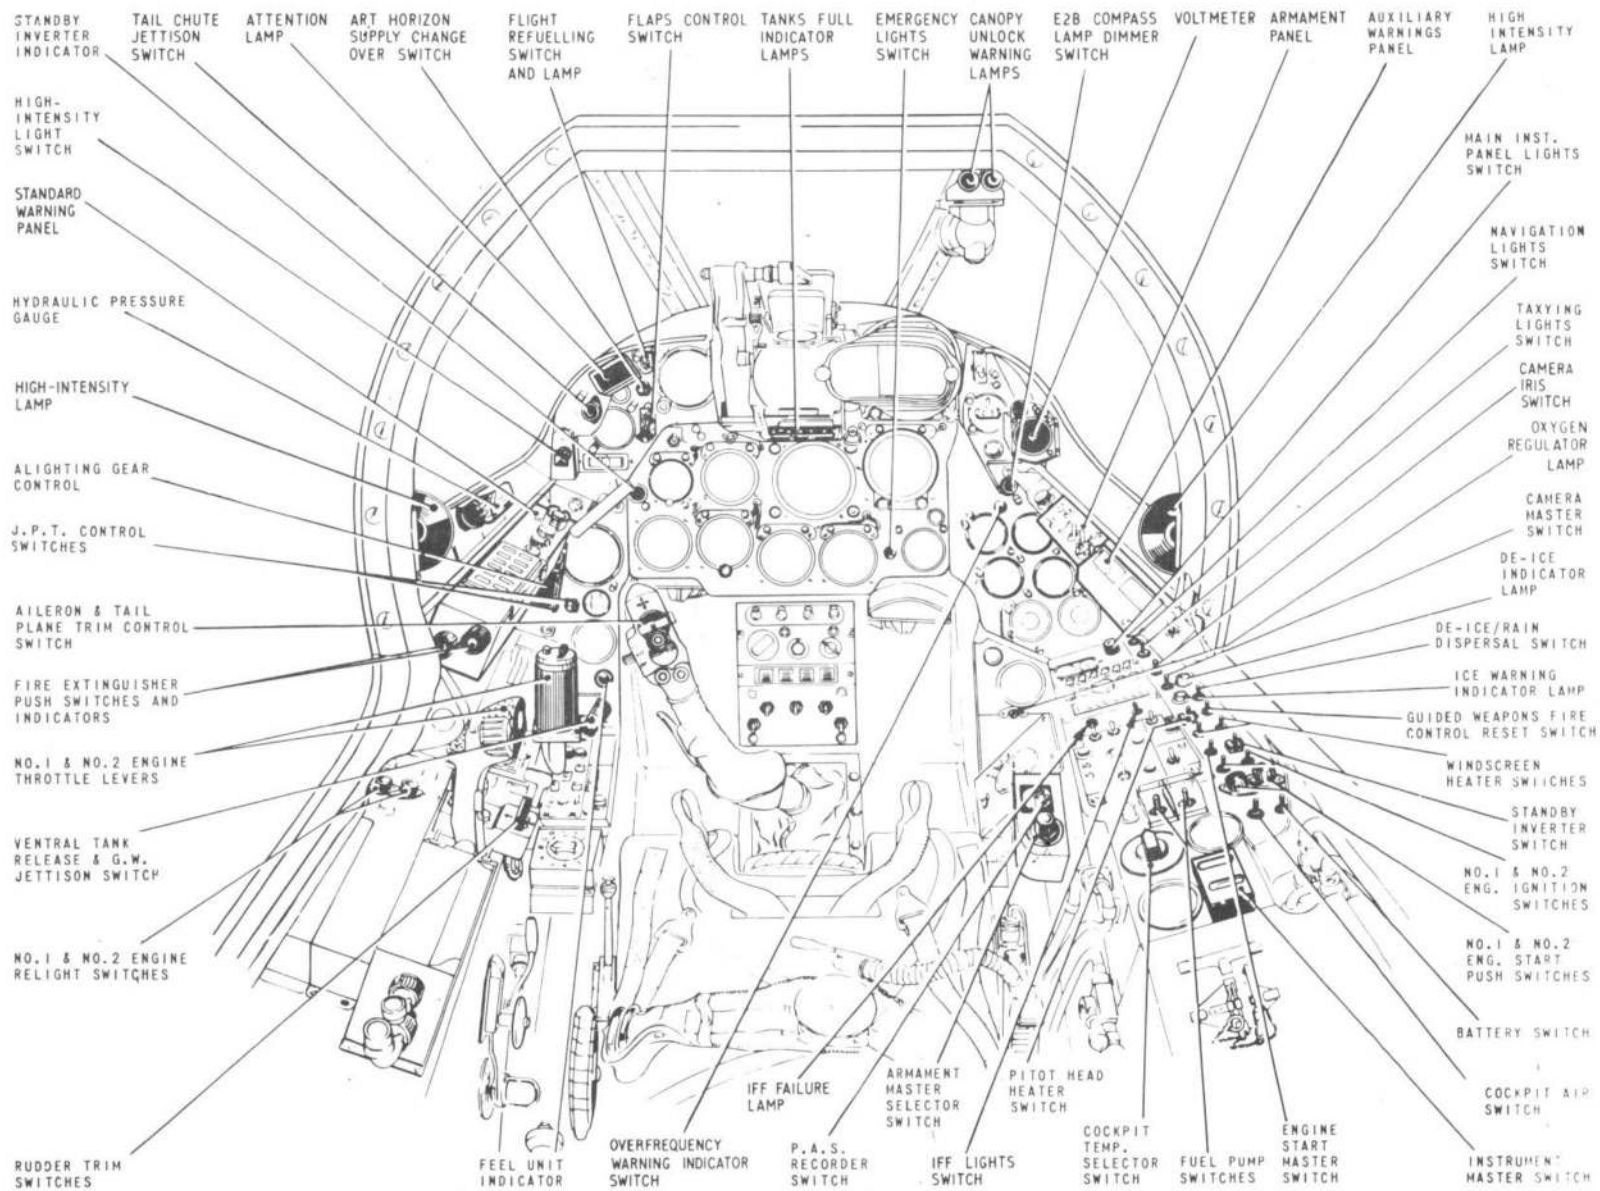 STANDBY
INVERTER
INDICATOR
TAIL CHUTE
JETTISON
SWITCH
ATTENTION
LAMP
ART HORIZON
SUPPLY CHANGE
OVER SWITCH
FLIGHT
REFUELLING
SWITCH
AND LAMP
FLAPS CONTROL
SWITCH
TANKS FULL
INDICATOR
LAMPS
EMERGENCY
LIGHTS
SWITCH
CANOPY
UNLOCK
WARNING
LAMPS
E2B COMPASS
LAMP DIMMER
SWITCH
VOLTMETER
ARMAMENT
PANEL
AUXILIARY
WARNINGS
PANEL
HIGH
INTENSITY
LAMP
HIGH-
INTENSITY
LIGHT
SWITCH
STANDARD
WARNING
PANEL
HYDRAULIC PRESSURE
GAUGE
HIGH-INTENSITY
LAMP
ALIGHTING GEAR
CONTROL
J.P.T. CONTROL
SWITCHES
AILERON & TAIL
PLANE TRIM CONTROL
SWITCH
FIRE EXTINGUISHER
PUSH SWITCHES AND
INDICATORS
NO.1 & NO.2 ENGINE
THROTTLE LEVERS
VENTRAL TANK
RELEASE & G.W.
JETTISON SWITCH
NO.1 & NO.2 ENGINE
RELIGHT SWITCHES
RUDDER TRIM
SWITCHES
MAIN INST.
PANEL LIGHTS
SWITCH
NAVIGATION
LIGHTS
SWITCH
TAXYING
LIGHTS
SWITCH
CAMERA
IRIS
SWITCH
OXYGEN
REGULATOR
LAMP
CAMERA
MASTER
SWITCH
DE-ICE
INDICATOR
LAMP
DE-ICE/RAIN
DISPERSAL SWITCH
ICE WARNING
INDICATOR LAMP
GUIDED WEAPONS FIRE
CONTROL RESET SWITCH
WINDSCREEN
HEATER SWITCHES
STANDBY
INVERTER
SWITCH
NO.1 & NO.2
ENG. IGNITION
SWITCHES
NO.1 & NO.2
ENG. START
PUSH SWITCHES
BATTERY SWITCH
COCKPIT AIR
SWITCH
INSTRUMENT
MASTER SWITCH
FEEL UNIT
INDICATOR
OVERFREQUENCY
WARNING INDICATOR
SWITCH
IFF FAILURE
LAMP
P.A.S.
RECORDER
SWITCH
ARMAMENT
MASTER
SELECTOR
SWITCH
IFF LIGHTS
SWITCH
PITOT HEAD
HEATER
SWITCH
COCKPIT
TEMP.
SELECTOR
SWITCH
FUEL PUMP
SWITCHES
ENGINE
START
MASTER
SWITCH